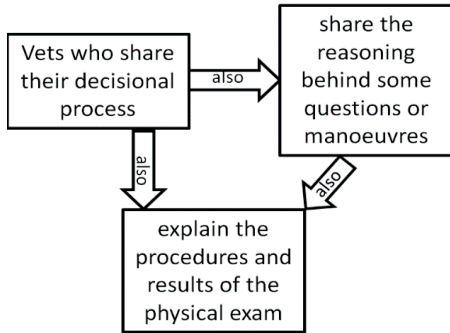 Vets who share
their decisional
process
also
share the
reasoning
behind some
questions or
manoeuvres
also
also
explain the
procedures and
results of the
physical exam